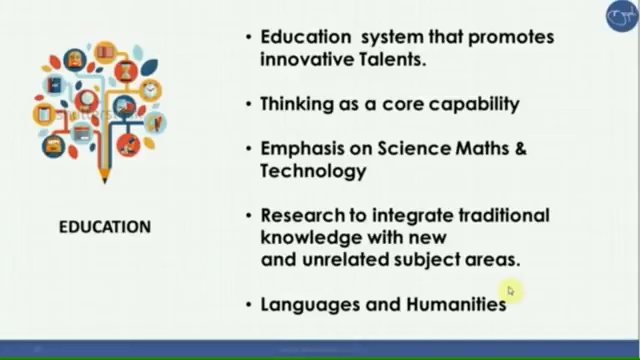 • Education system that promotes
innovative Talents.
• Thinking as a core capability
• Emphasis on Science Maths &
Technology
• Research to integrate traditional
knowledge with new
and unrelated subject areas.
• Languages and Humanities
EDUCATION